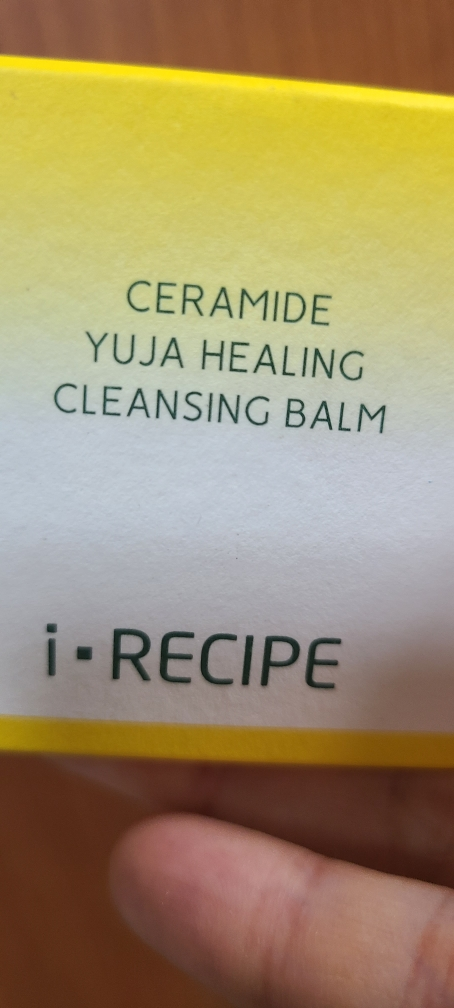 CERAMIDE
YUJA HEALING
CLEANSING BALM
i·RECIPE